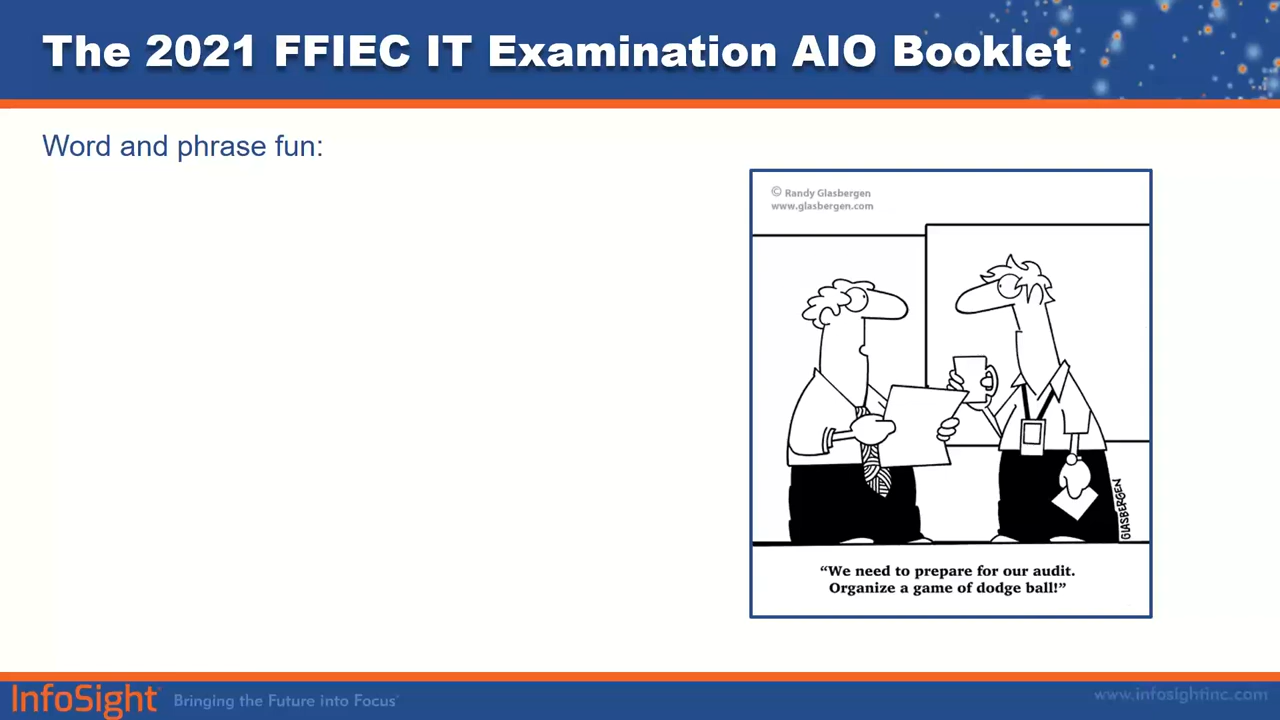 The 2021 FFIEC IT Examination AIO Booklet
Word and phrase fun:
© Randy Glasbergen
www.glasbergen.com
GLASBERGEN
“We need to prepare for our audit.
Organize a game of dodge ball!”
InfoSight® Bringing the Future into Focus®
www.infosightinc.com